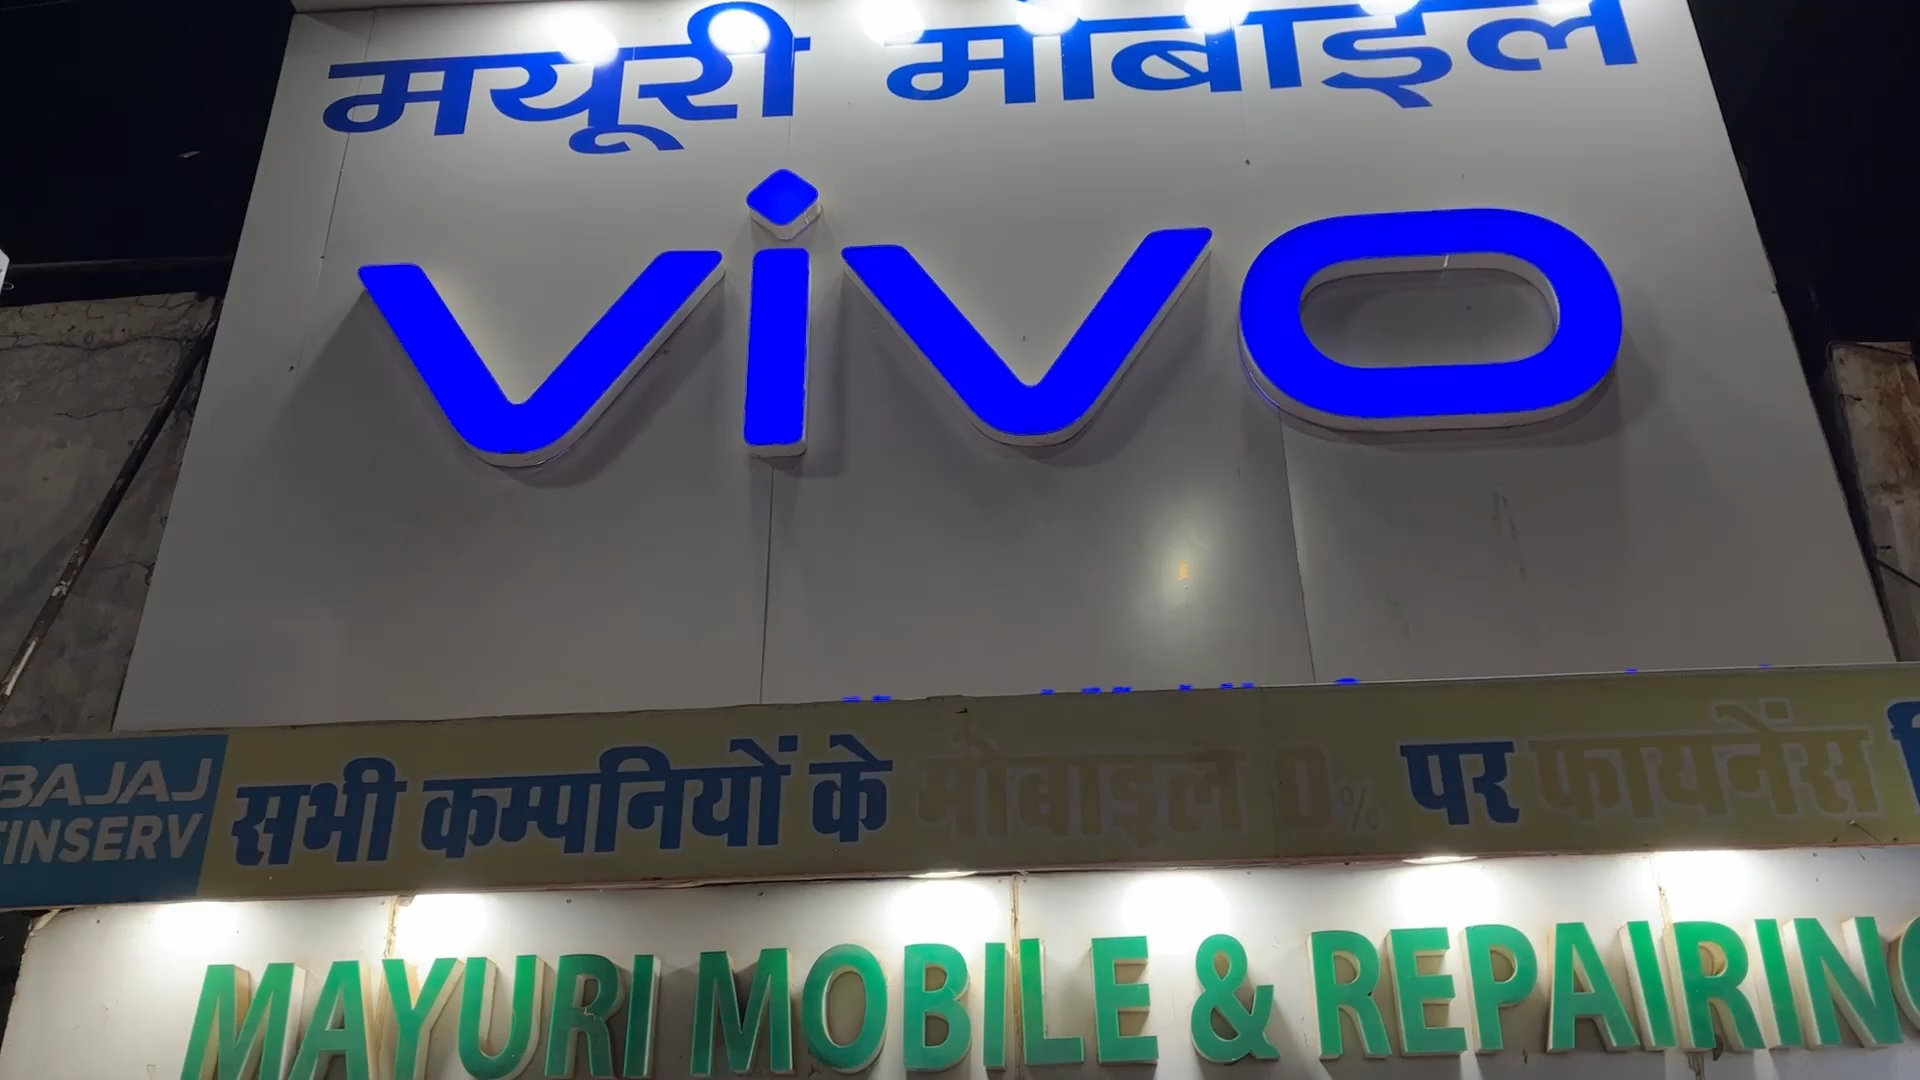 मयूरी मोबाइल
vivo
BAJAJ
FINSERV
सभी कम्पनियों के मोबाइल 0% पर फायनेंस
MAYURI MOBILE & REPAIRING